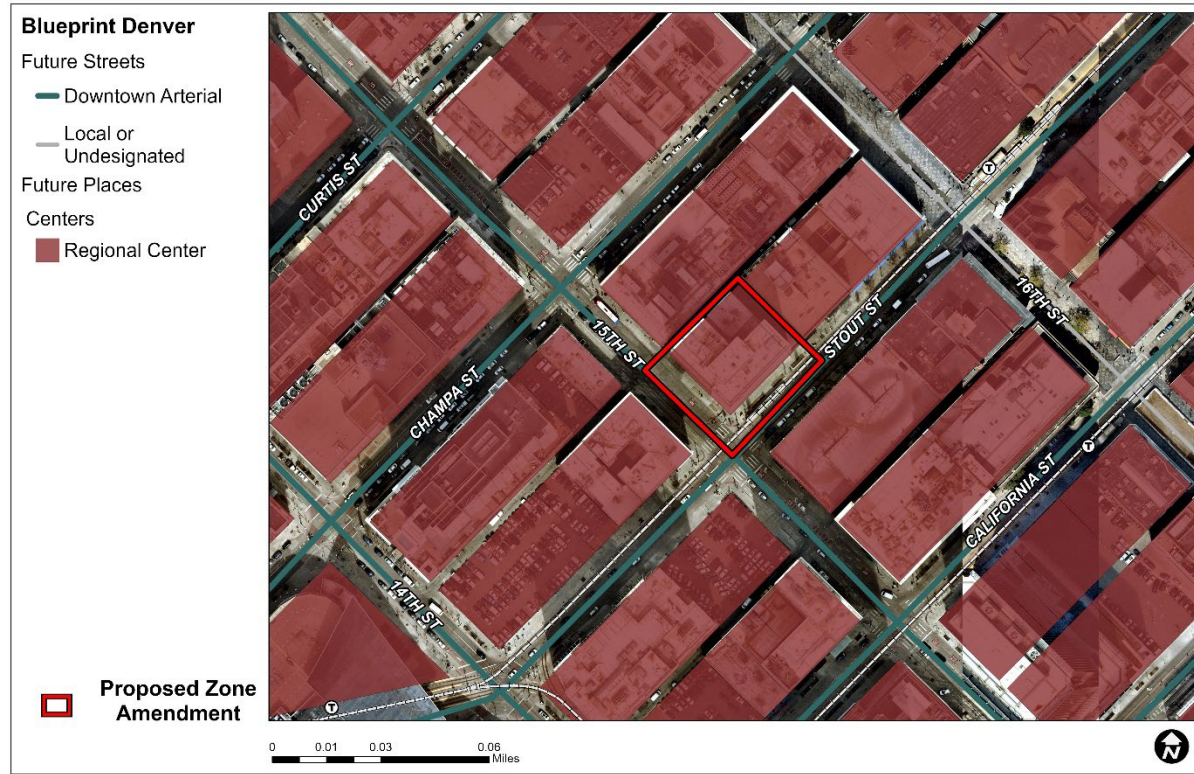 Blueprint Denver
Future Streets
Downtown Arterial
Local or
Undesignated
Future Places
Centers
Regional Center
Proposed Zone
Amendment
CURTIS ST
CHAMPA ST
15TH ST
STOUT ST
16TH ST
CALIFORNIA ST
14TH ST
T
T
T
0 0.01 0.03 0.06
Miles
N